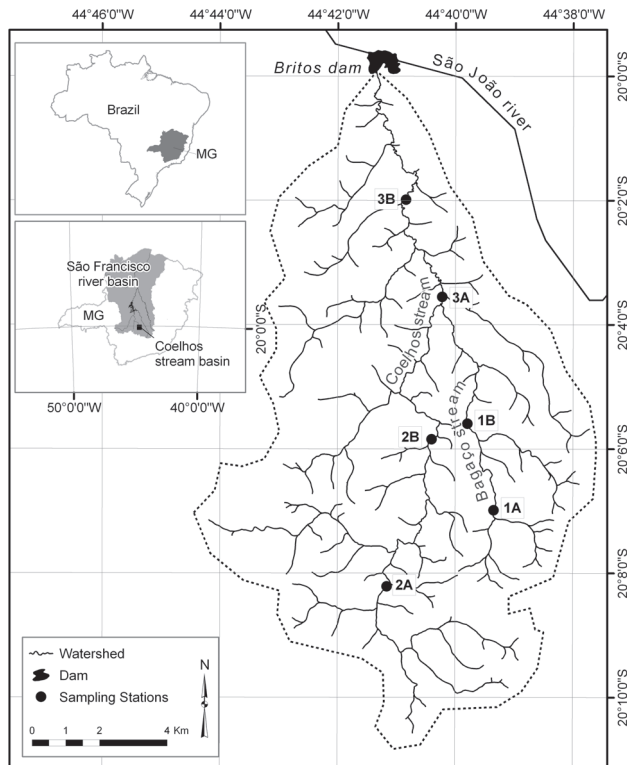 44°46'0"W
44°44'0"W
44°42'0"W
44°40'0"W
44°38'0"W
Britos dam
São João river
20°0'0"S
Brazil
MG
3B
20°2'0"S
São Francisco
river basin
MG
Coelhos
stream basin
20°0'0"S
50°0'0"W
40°0'0"W
3A
20°4'0"S
Coelhos stream
1B
2B
Bagaço stream
20°6'0"S
1A
2A
20°8'0"S
Watershed
Dam
Sampling Stations
N
0 1 2 4 Km
20°10'0"S